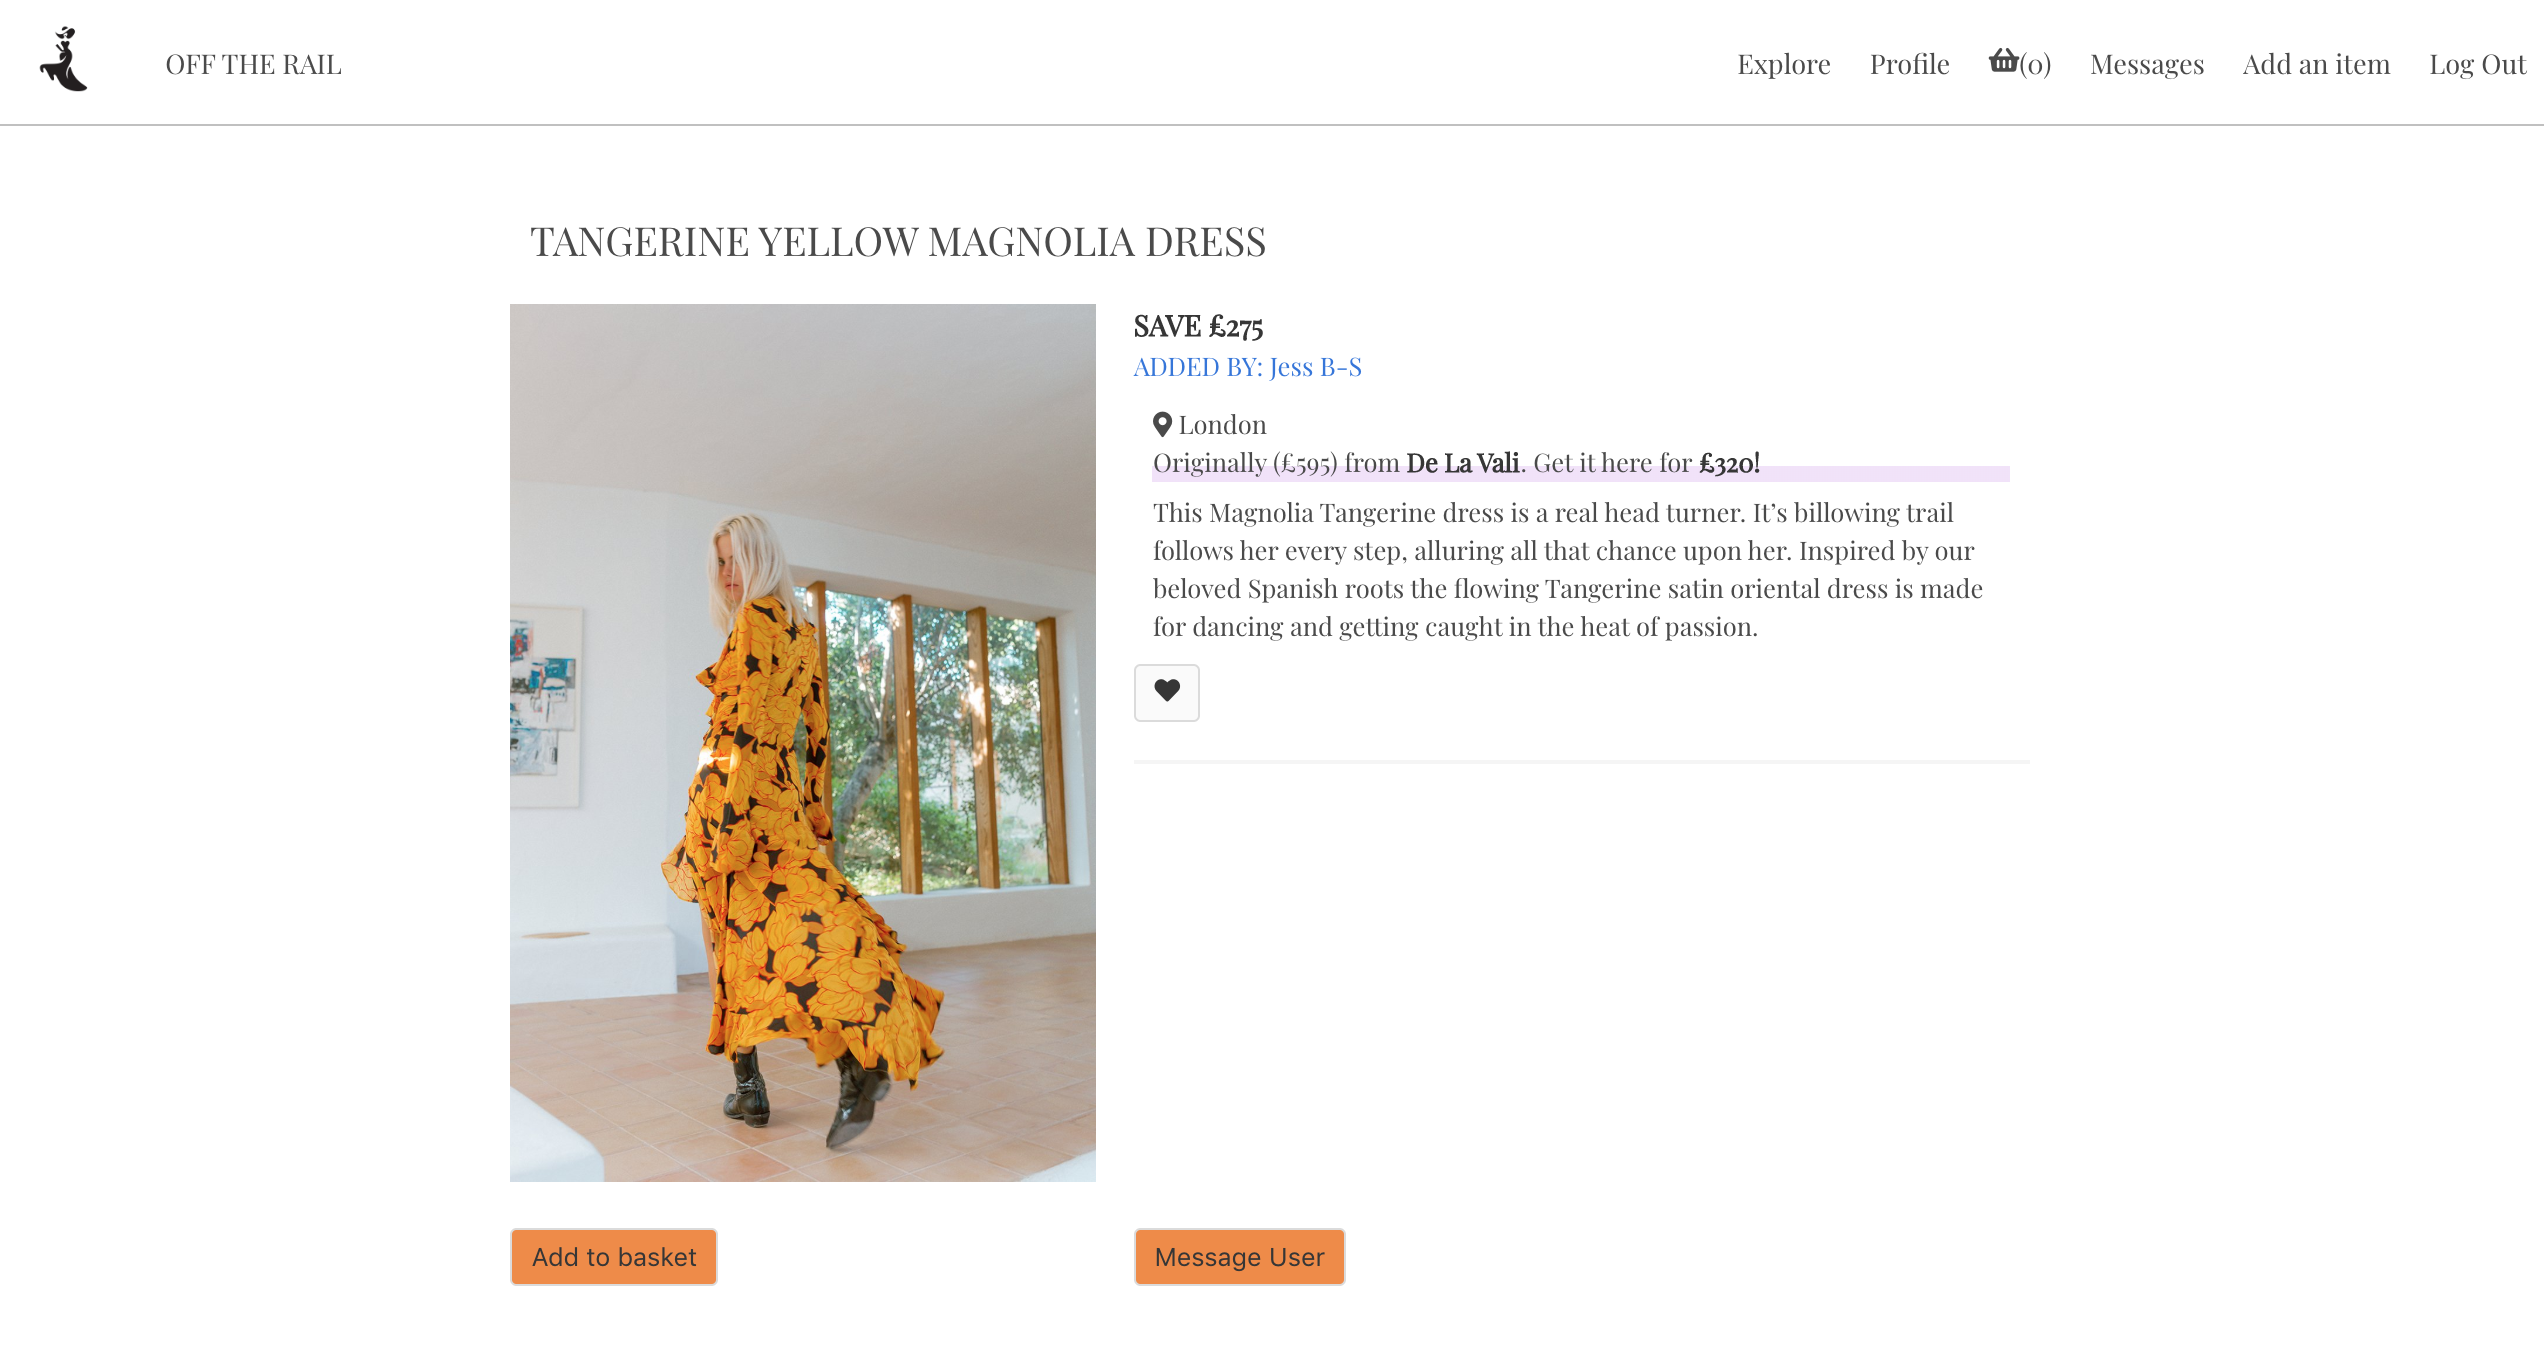 OFF THE RAIL
Explore
Profile
(0)
Messages
Add an item
Log Out
TANGERINE YELLOW MAGNOLIA DRESS
SAVE £275
ADDED BY: Jess B-S
London
Originally (£595) from De La Vali. Get it here for £320!
This Magnolia Tangerine dress is a real head turner. It’s billowing trail
follows her every step, alluring all that chance upon her. Inspired by our
beloved Spanish roots the flowing Tangerine satin oriental dress is made
for dancing and getting caught in the heat of passion.
Add to basket
Message User